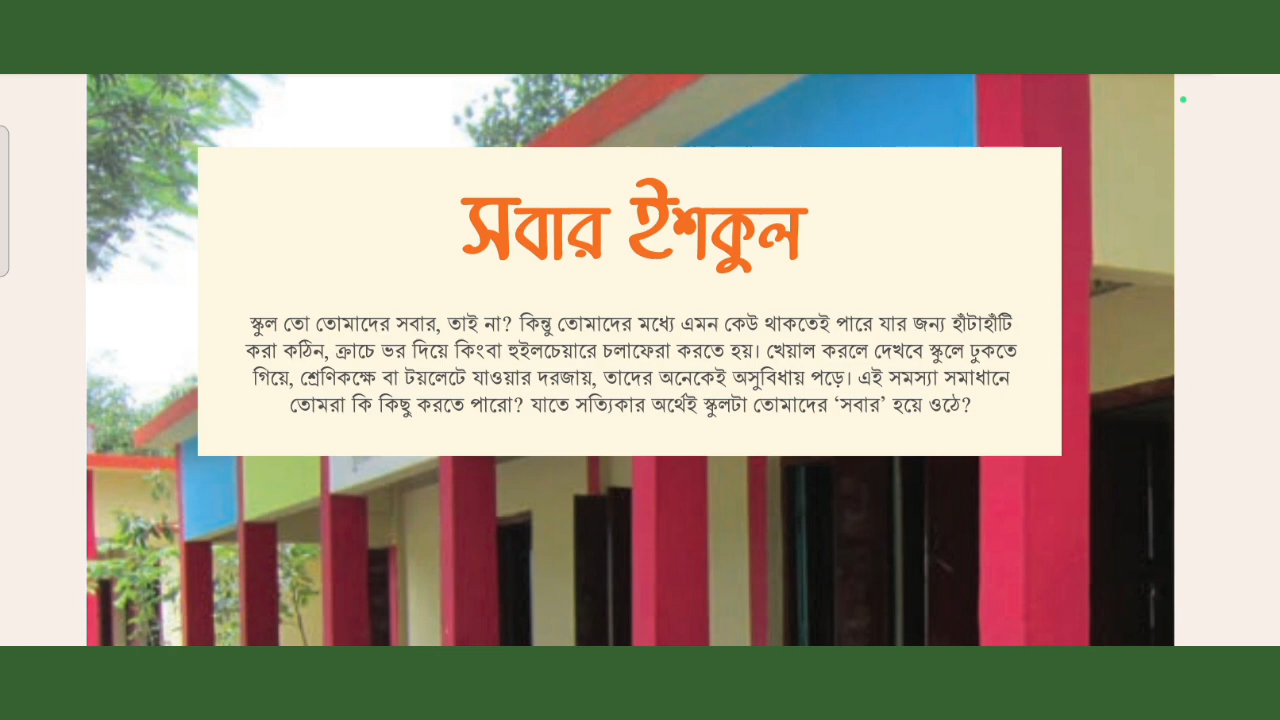 সবার ইশকুল
স্কুল তো তোমাদের সবার, তাই না? কিন্তু তোমাদের মধ্যে এমন কেউ থাকতেই পারে যার জন্য হাঁটাহাঁটি
করা কঠিন, ক্রাচে ভর দিয়ে কিংবা হুইলচেয়ারে চলাফেরা করতে হয়। খেয়াল করলে দেখবে স্কুলে ঢুকতে
গিয়ে, শ্রেণিকক্ষে বা টয়লেটে যাওয়ার দরজায়, তাদের অনেকেই অসুবিধায় পড়ে। এই সমস্যা সমাধানে
তোমরা কি কিছু করতে পারো? যাতে সত্যিকার অর্থেই স্কুলটা তোমাদের ‘সবার’ হয়ে ওঠে?